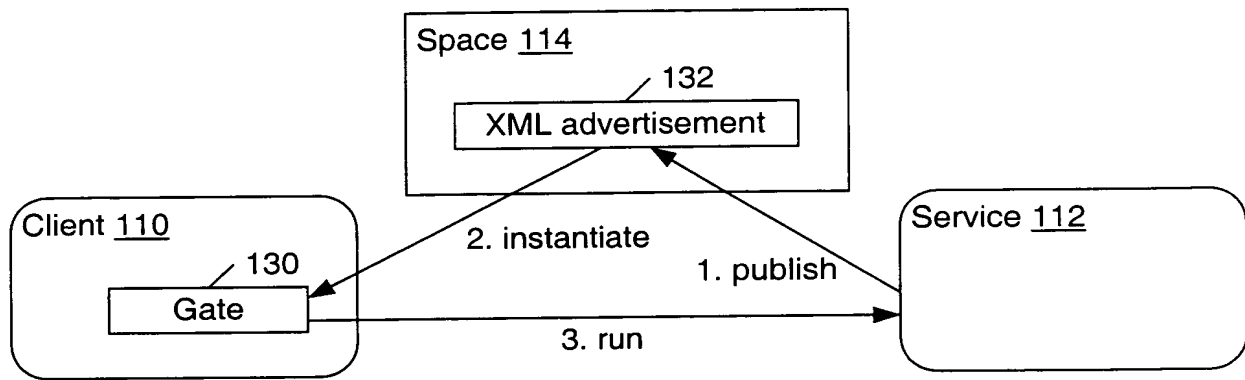 Space 114
132
XML advertisement
Client 110
2. instantiate
Service 112
1. publish
130
Gate
3. run